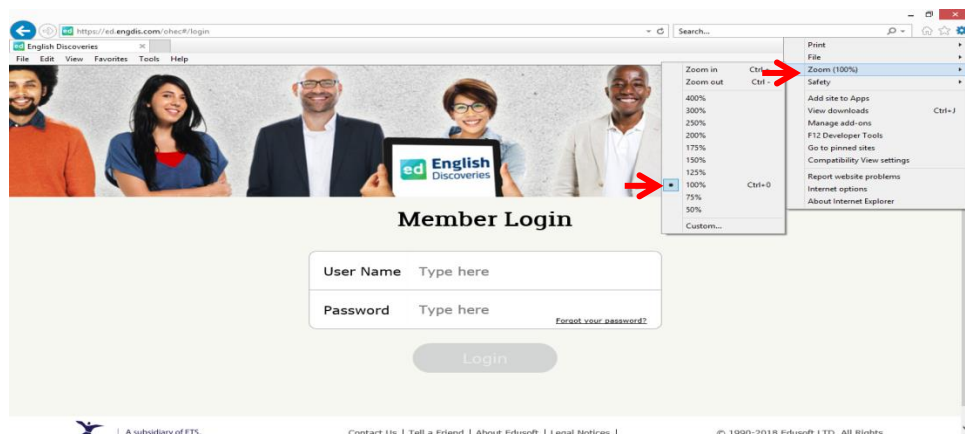 https://ed.engdis.com/ohec#/login
Search...
English Discoveries
File Edit View Favorites Tools Help
Print
File
Zoom (100%)
Safety
Add site to Apps
View downloads Ctrl+J
Manage add-ons
F12 Developer Tools
Go to pinned sites
Compatibility View settings
Report website problems
Internet options
About Internet Explorer
Zoom in Ctrl
Zoom out Ctrl -
400%
300%
250%
200%
175%
150%
125%
100% Ctrl+0
75%
50%
Custom...
ed English
Discoveries
Member Login
User Name Type here
Password Type here
Forgot your password?
Login
A subsidiary of ETS.
Contact Us | Tell a Friend | About Edusoft | Legal Notices |
© 1990-2018 Edusoft LTD. All Rights